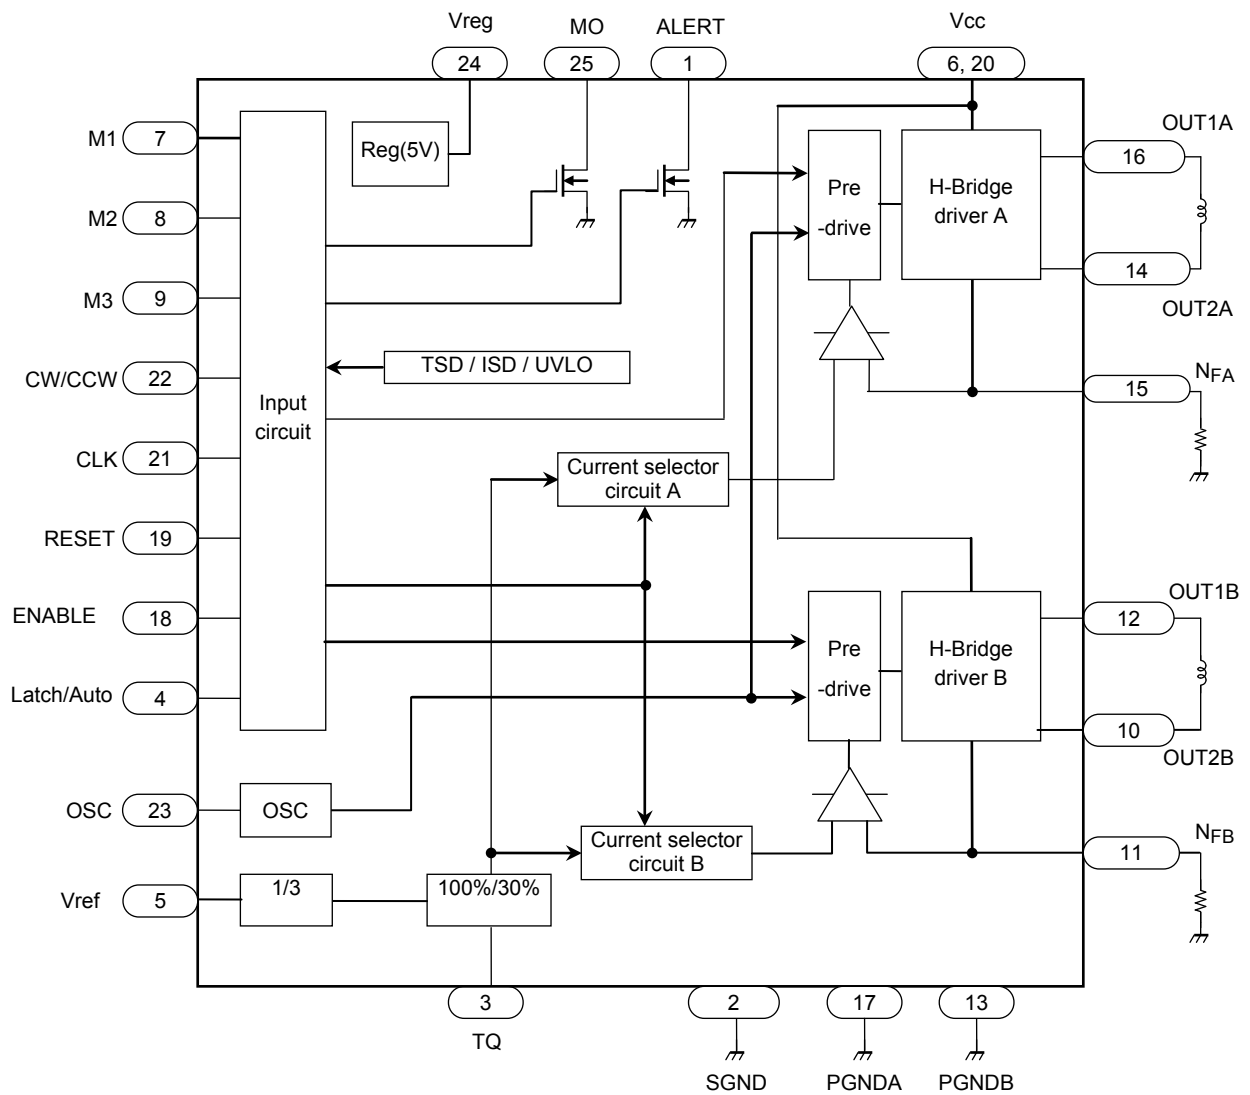 Vreg
MO
ALERT
Vcc
24
25
1
6, 20
M1
7
Reg(5V)
OUT1A
16
Pre
-drive
H-Bridge
driver A
M2
8
14
OUT2A
M3
9
TSD / ISD / UVLO
CW/CCW
22
NFA
15
Input
circuit
CLK
21
Current selector
circuit A
RESET
19
OUT1B
12
ENABLE
18
Pre
-drive
H-Bridge
driver B
Latch/Auto
4
10
OUT2B
OSC
23
OSC
Current selector
circuit B
NFB
11
Vref
5
1/3
100%/30%
3
TQ
2
17
13
SGND
PGNDA
PGNDB